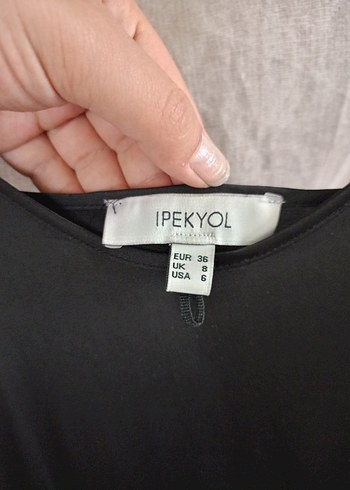 IPEKYOL
EUR 36
UK 8
USA 6